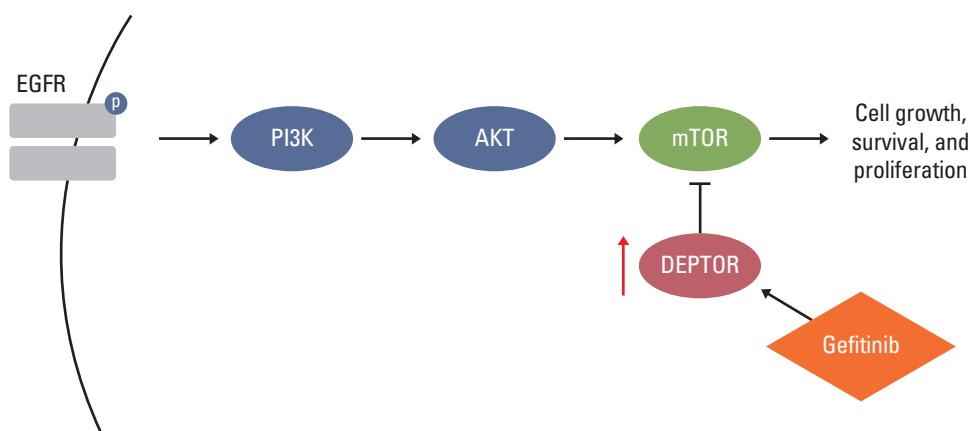 EGFR
p
PI3K
AKT
mTOR
Cell growth,
survival, and
proliferation
DEPTOR
Gefitinib